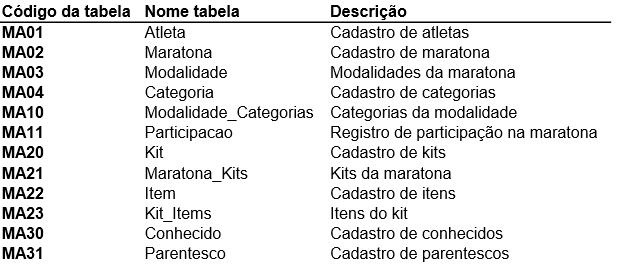 Código da tabela Nome tabela Descrição
MA01 Atleta Cadastro de atletas
MA02 Maratona Cadastro de maratona
MA03 Modalidade Modalidades da maratona
MA04 Categoria Cadastro de categorias
MA10 Modalidade_Categorias Categorias da modalidade
MA11 Participacao Registro de participação na maratona
MA20 Kit Cadastro de kits
MA21 Maratona_Kits Kits da maratona
MA22 Item Cadastro de itens
MA23 Kit_Items Itens do kit
MA30 Conhecido Cadastro de conhecidos
MA31 Parentesco Cadastro de parentescos